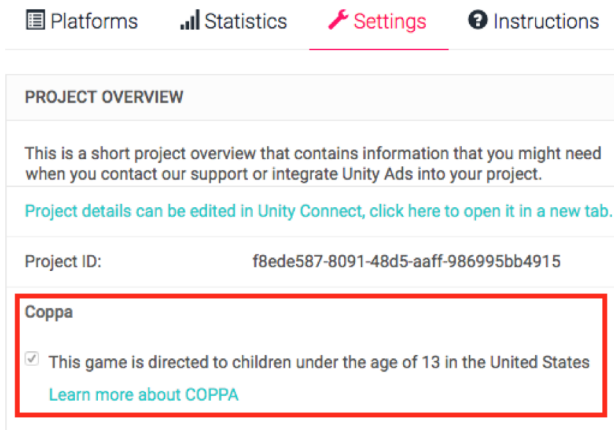 Platforms Statistics Settings Instructions
PROJECT OVERVIEW
This is a short project overview that contains information that you might need
when you contact our support or integrate Unity Ads into your project.
Project details can be edited in Unity Connect, click here to open it in a new tab.
Project ID: f8ede587-8091-48d5-aaff-986995bb4915
Coppa
This game is directed to children under the age of 13 in the United States
Learn more about COPPA